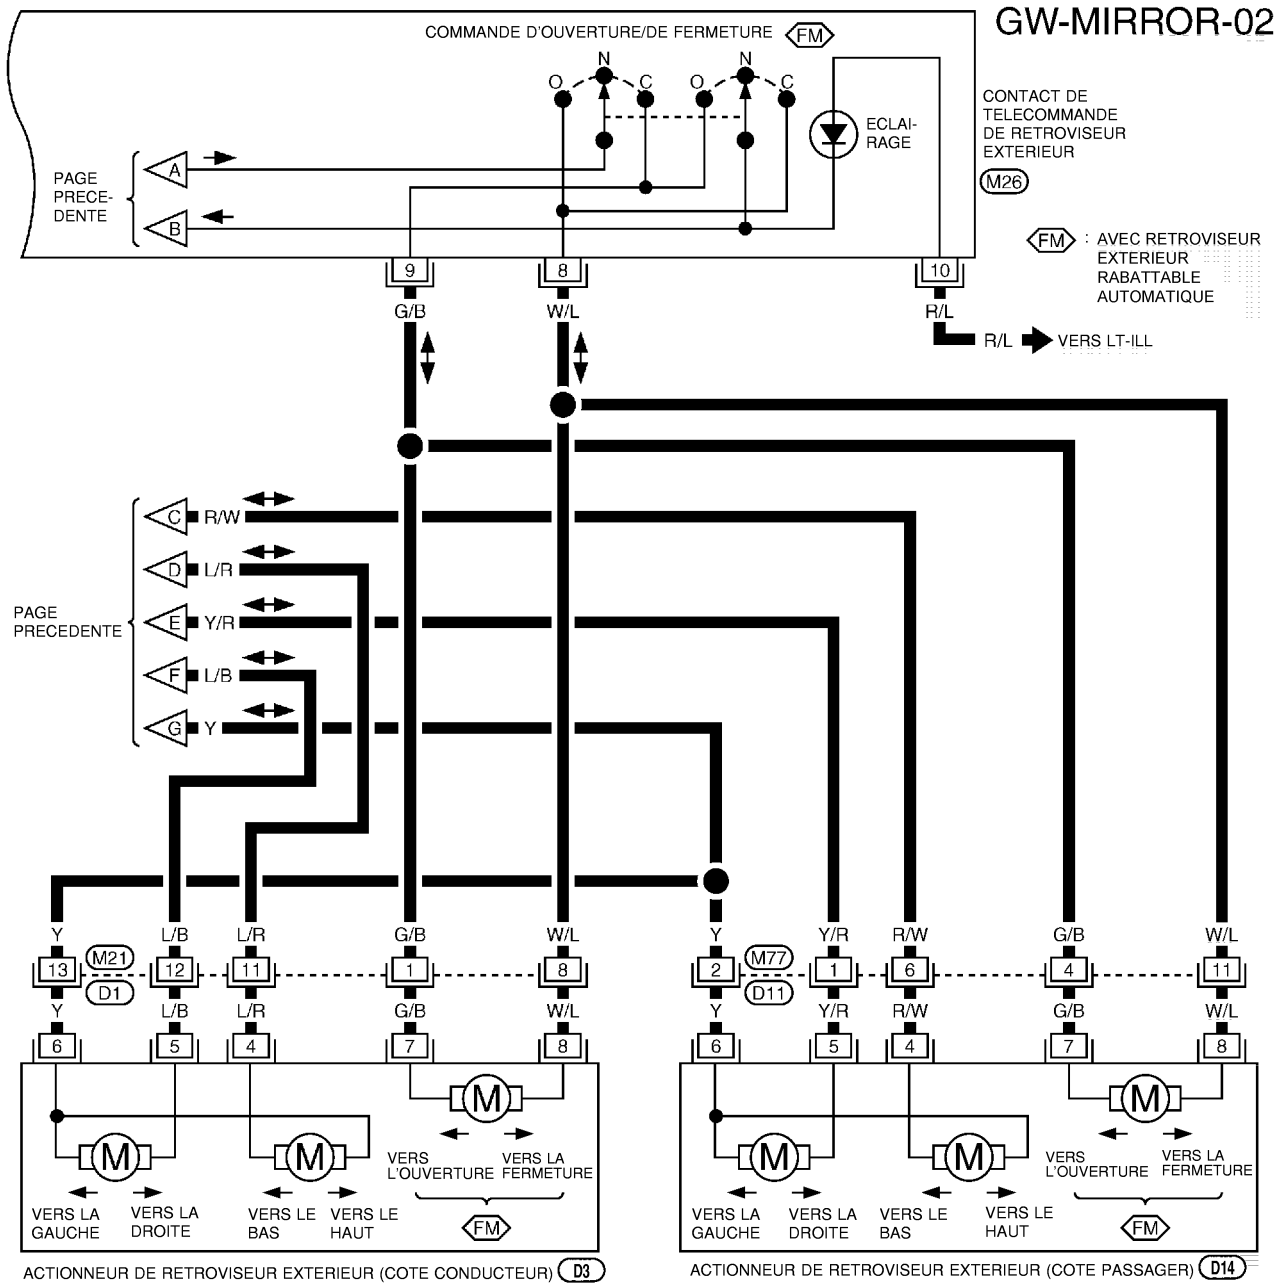 GW-MIRROR-02
COMMANDE D'OUVERTURE/DE FERMETURE FM
O N C O N C
ECLAI-
RAGE
CONTACT DE
TELECOMMANDE
DE RETROVISEUR
EXTERIEUR
M26
PAGE
PRECE-
DENTE
A
B
FM : AVEC RETROVISEUR
EXTERIEUR
RABATTABLE
AUTOMATIQUE
9 8 10
G/B W/L R/L
R/L VERS LT-ILL
PAGE
PRECEDENTE
C R/W
D L/R
E Y/R
F L/B
G Y
Y L/B L/R G/B W/L Y Y/R R/W G/B W/L
13 M21 12 11 1 8 2 M77 1 6 4 11
D1 D11
Y L/B L/R G/B W/L Y Y/R R/W G/B W/L
6 5 4 7 8 6 5 4 7 8
M M M
VERS
L'OUVERTURE
VERS LA
FERMETURE
VERS LA
GAUCHE
VERS LA
DROITE
VERS LE
BAS
VERS LE
HAUT
FM
M M M
VERS
L'OUVERTURE
VERS LA
FERMETURE
VERS LA
GAUCHE
VERS LA
DROITE
VERS LE
BAS
VERS LE
HAUT
FM
ACTIONNEUR DE RETROVISEUR EXTERIEUR (COTE CONDUCTEUR) D3
ACTIONNEUR DE RETROVISEUR EXTERIEUR (COTE PASSAGER) D14